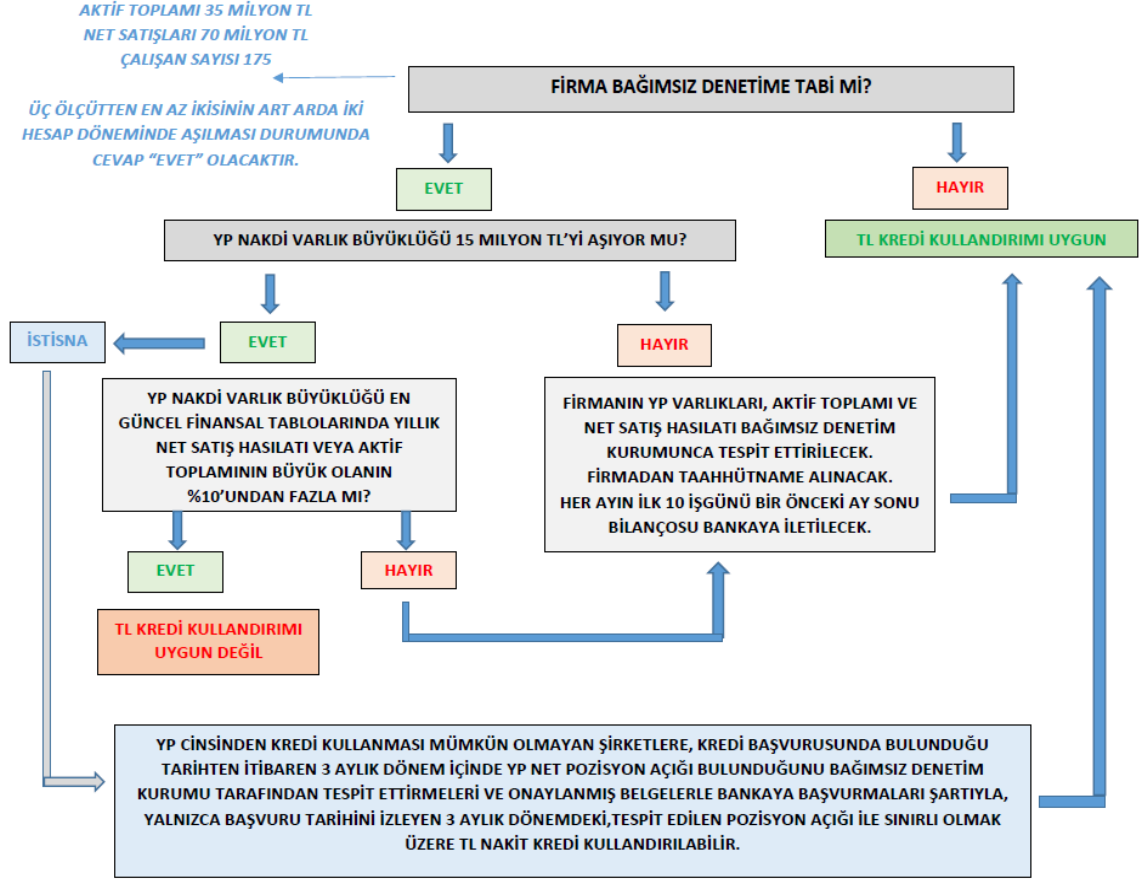 AKTİF TOPLAMI 35 MİLYON TL
NET SATIŞLARI 70 MİLYON TL
ÇALIŞAN SAYISI 175
ÜÇ ÖLÇÜTTEN EN AZ İKİSİNİN ART ARDA İKİ
HESAP DÖNEMİNDE AŞILMASI DURUMUNDA
CEVAP “EVET” OLACAKTIR.
FİRMA BAĞIMSIZ DENETİME TABİ Mİ?
EVET
HAYIR
YP NAKDİ VARLIK BÜYÜKLÜĞÜ 15 MILYON TL’Yİ AŞIYOR MU?
TL KREDİ KULLANDIRIMI UYGUN
İSTİSNA
EVET
HAYIR
YP NAKDİ VARLIK BÜYÜKLÜĞÜ EN
GÜNCEL FİNANSAL TABLOLARINDA YILLIK
NET SATIŞ HASILATI VEYA AKTİF
TOPLAMININ BÜYÜK OLANIN
%10’UNDAN FAZLA MI?
FİRMANIN YP VARLIKLARI, AKTİF TOPLAMI VE
NET SATIŞ HASILATI BAĞIMSIZ DENETİM
KURUMUNCA TESPİT ETTİRİLECEK.
FİRMADAN TAAHHÜTNAME ALINACAK.
HER AYIN İLK 10 İŞGÜNÜ BİR ÖNCEKİ AY SONU
BİLANÇOSU BANKAYA İLETİLECEK.
EVET
HAYIR
TL KREDİ KULLANDIRIMI
UYGUN DEĞİL
YP CİNSİNDEN KREDİ KULLANMASI MÜMKÜN OLMAYAN ŞİRKETLERE, KREDİ BAŞVURUSUNDA BULUNDUĞU
TARİHTEN İTİBAREN 3 AYLIK DÖNEM İÇİNDE YP NET POZİSYON AÇIĞI BULUNDUĞUNU BAĞIMSIZ DENETİM
KURUMU TARAFINDAN TESPİT ETTİRMELERİ VE ONAYLANMIŞ BELGELERLE BANKAYA BAŞVURMALARI ŞARTIYLA,
YALNIZCA BAŞVURU TARİHİNİ İZLEYEN 3 AYLIK DÖNEMDEKİ,TESPİT EDİLEN POZİSYON AÇIĞI İLE SINIRLI OLMAK
ÜZERE TL NAKİT KREDİ KULLANDIRILABİLİR.